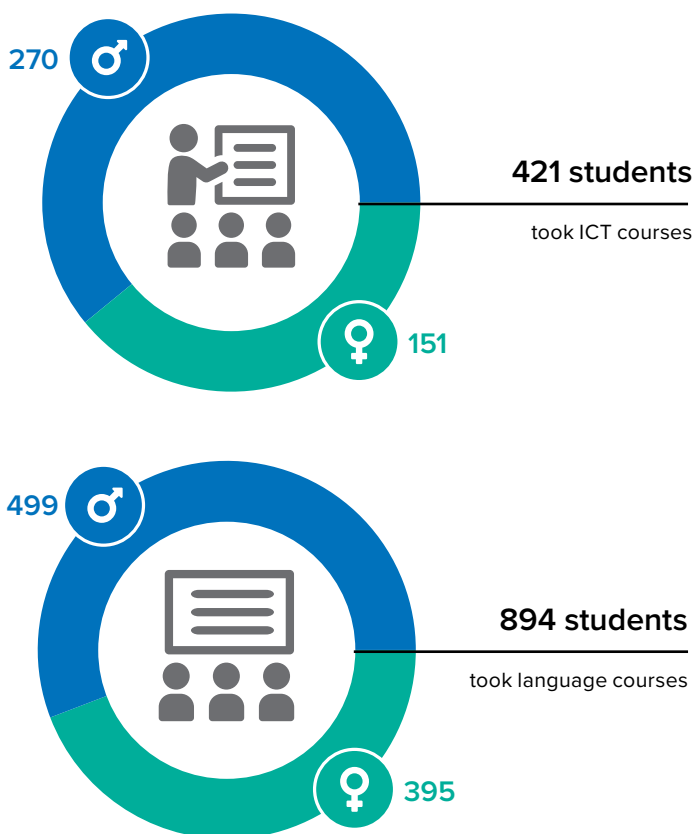 270
421 students
took ICT courses
151
499
894 students
took language courses
395